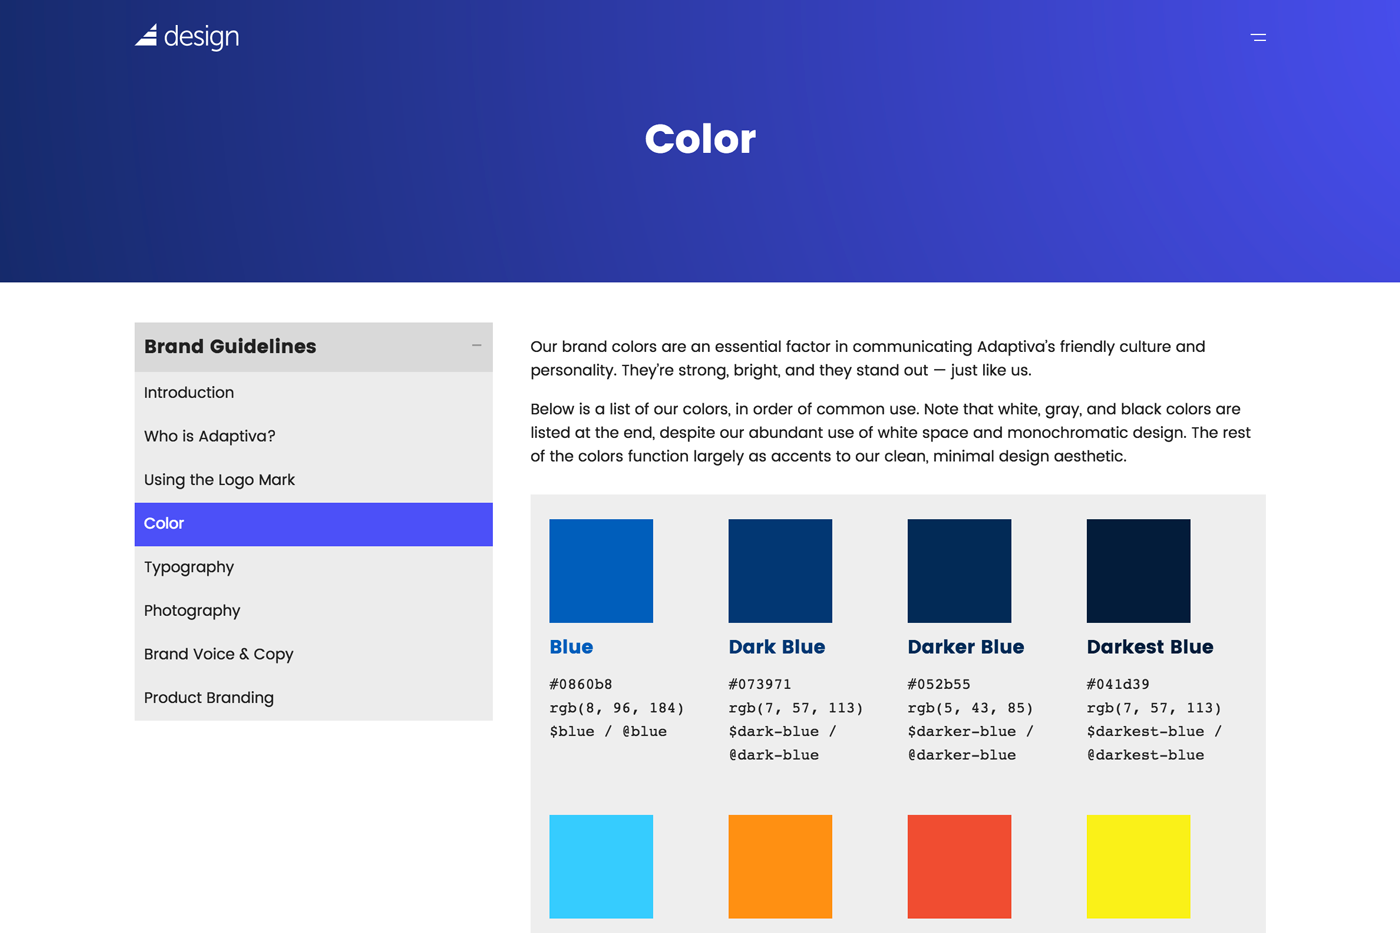 design
Color
Brand Guidelines
Introduction
Who is Adaptiva?
Using the Logo Mark
Color
Typography
Photography
Brand Voice & Copy
Product Branding
Our brand colors are an essential factor in communicating Adaptiva's friendly culture and
personality. They're strong, bright, and they stand out — just like us.
Below is a list of our colors, in order of common use. Note that white, gray, and black colors are
listed at the end, despite our abundant use of white space and monochromatic design. The rest
of the colors function largely as accents to our clean, minimal design aesthetic.
Blue
#0860b8
rgb(8, 96, 184)
$blue / @blue
Dark Blue
#073971
rgb(7, 57, 113)
$dark-blue /
@dark-blue
Darker Blue
#052b55
rgb(5, 43, 85)
$darker-blue /
@darker-blue
Darkest Blue
#041d39
rgb(7, 57, 113)
$darkest-blue /
@darkest-blue